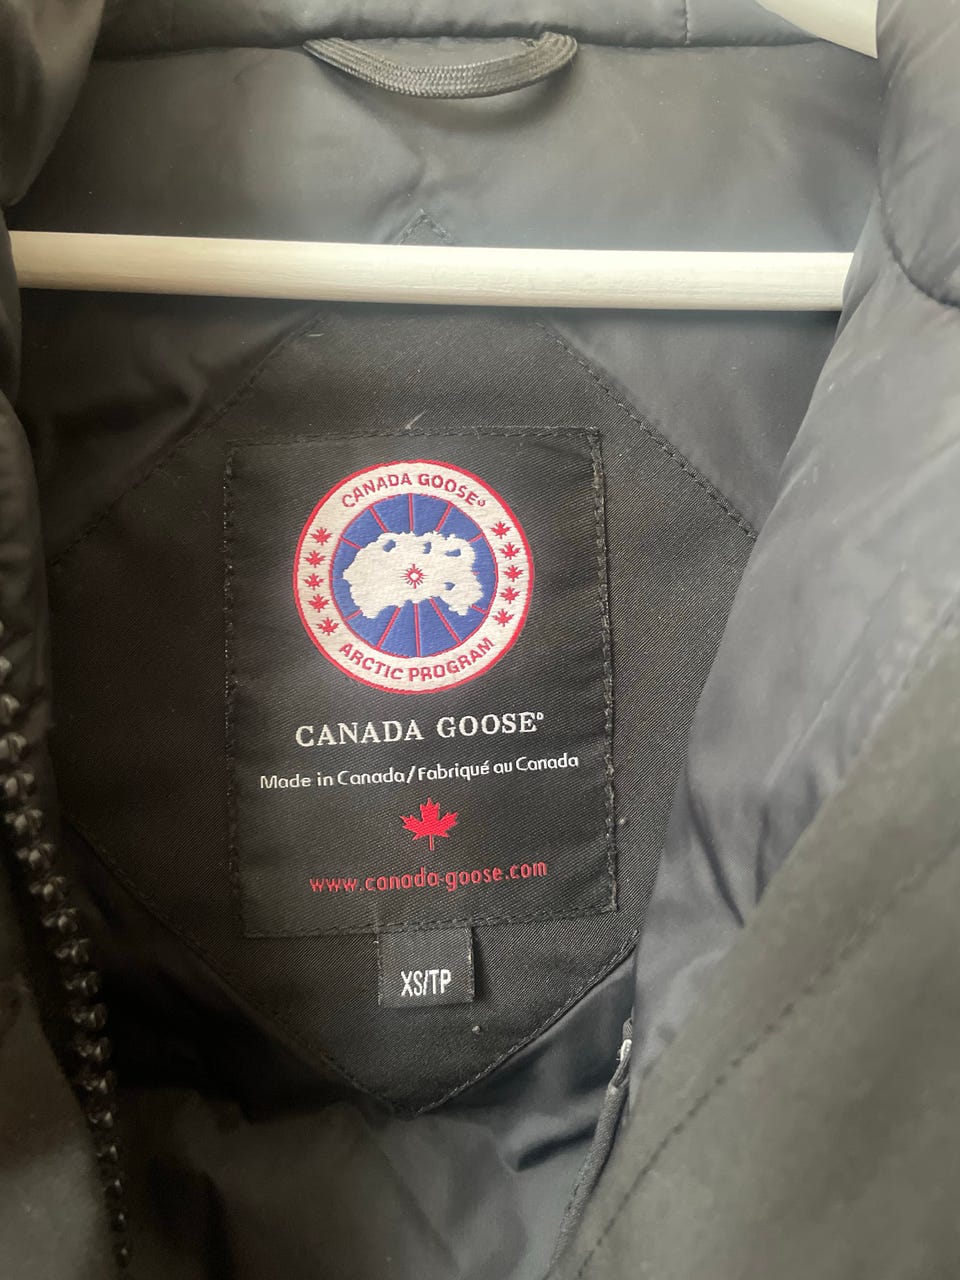 CANADA GOOSE®
ARCTIC PROGRAM
CANADA GOOSE®
Made in Canada/Fabriqué au Canada
www.canada-goose.com
XS/TP